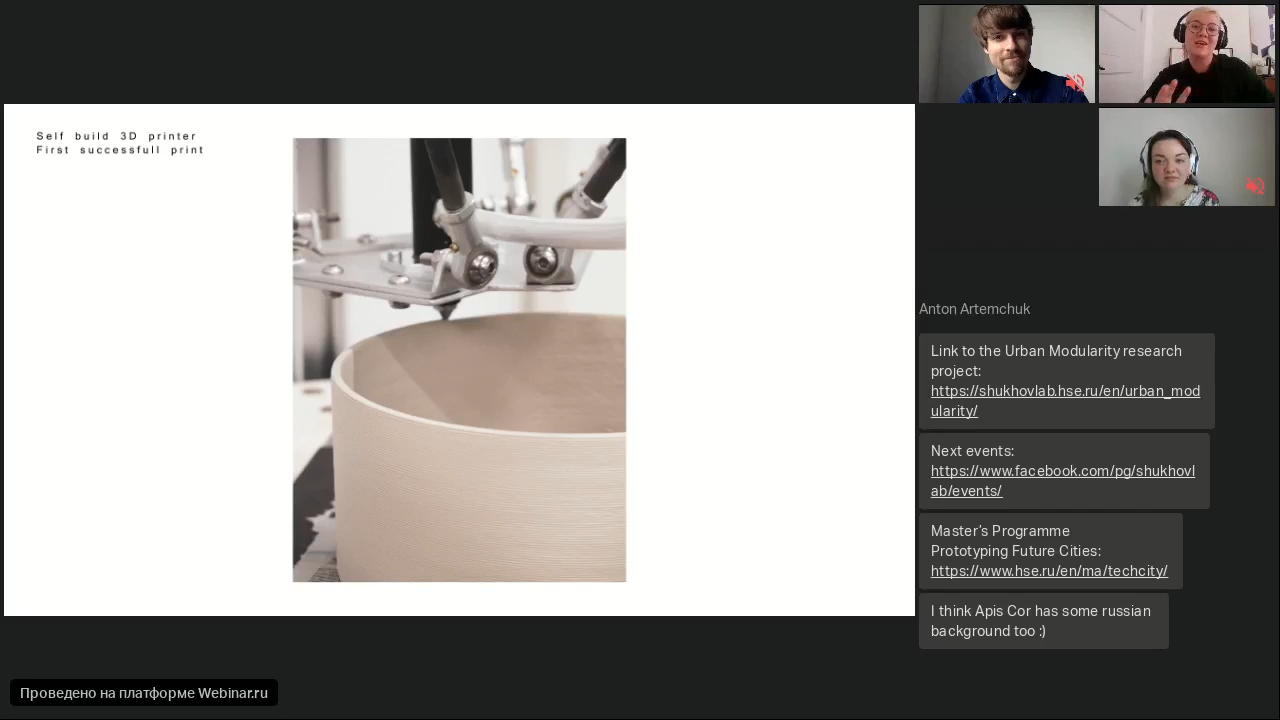 Self build 3D printer
First successfull print
Anton Artemchuk
Link to the Urban Modularity research
project:
https://shukhovlab.hse.ru/en/urban_mod
ularity/
Next events:
https://www.facebook.com/pg/shukhovl
ab/events/
Master's Programme
Prototyping Future Cities:
https://www.hse.ru/en/ma/techcity/
I think Apis Cor has some russian
background too :)
Проведено на платформе Webinar.ru